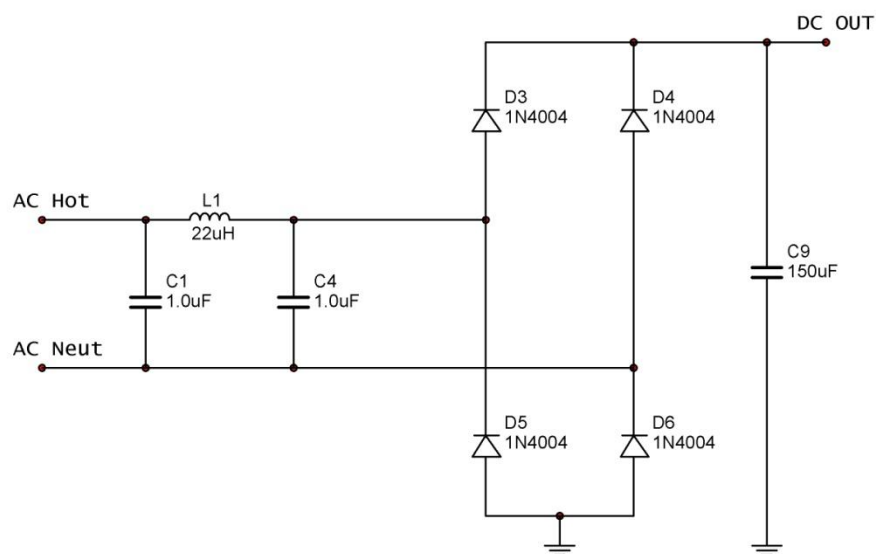 DC OUT
D3
1N4004
D4
1N4004
AC Hot
L1
22uH
C1
1.0uF
C4
1.0uF
C9
150uF
AC Neut
D5
1N4004
D6
1N4004